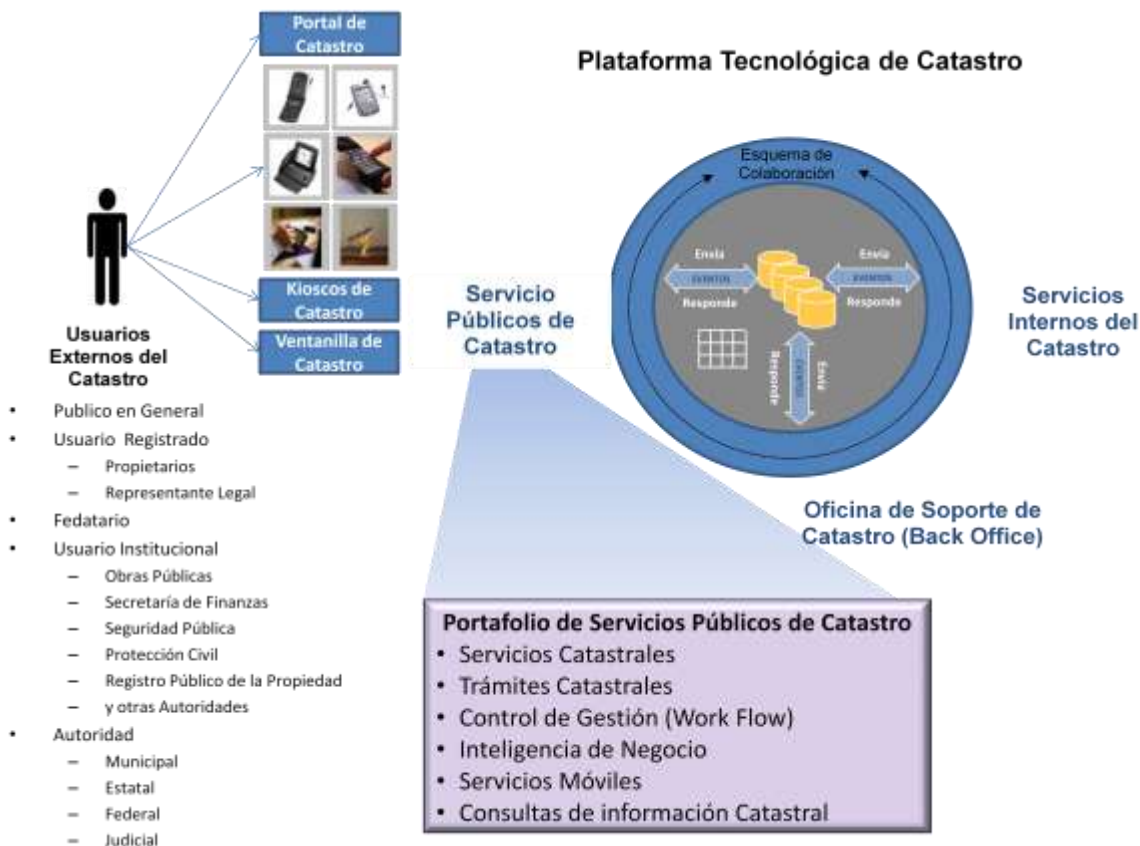 Portal de
Catastro
Plataforma Tecnológica de Catastro
Esquema de
Colaboración
Envía
EVENTOS
Responde
Envía
EVENTOS
Responde
Envía
EVENTOS
Responde
Kioscos de
Catastro
Ventanilla de
Catastro
Servicio
Públicos de
Catastro
Servicios
Internos del
Catastro
Usuarios
Externos del
Catastro
• Publico en General
• Usuario Registrado
– Propietarios
– Representante Legal
• Fedatario
• Usuario Institucional
– Obras Públicas
– Secretaría de Finanzas
– Seguridad Pública
– Protección Civil
– Registro Público de la Propiedad
– y otras Autoridades
• Autoridad
– Municipal
– Estatal
– Federal
– Judicial
Oficina de Soporte de
Catastro (Back Office)
Portafolio de Servicios Públicos de Catastro
• Servicios Catastrales
• Trámites Catastrales
• Control de Gestión (Work Flow)
• Inteligencia de Negocio
• Servicios Móviles
• Consultas de información Catastral